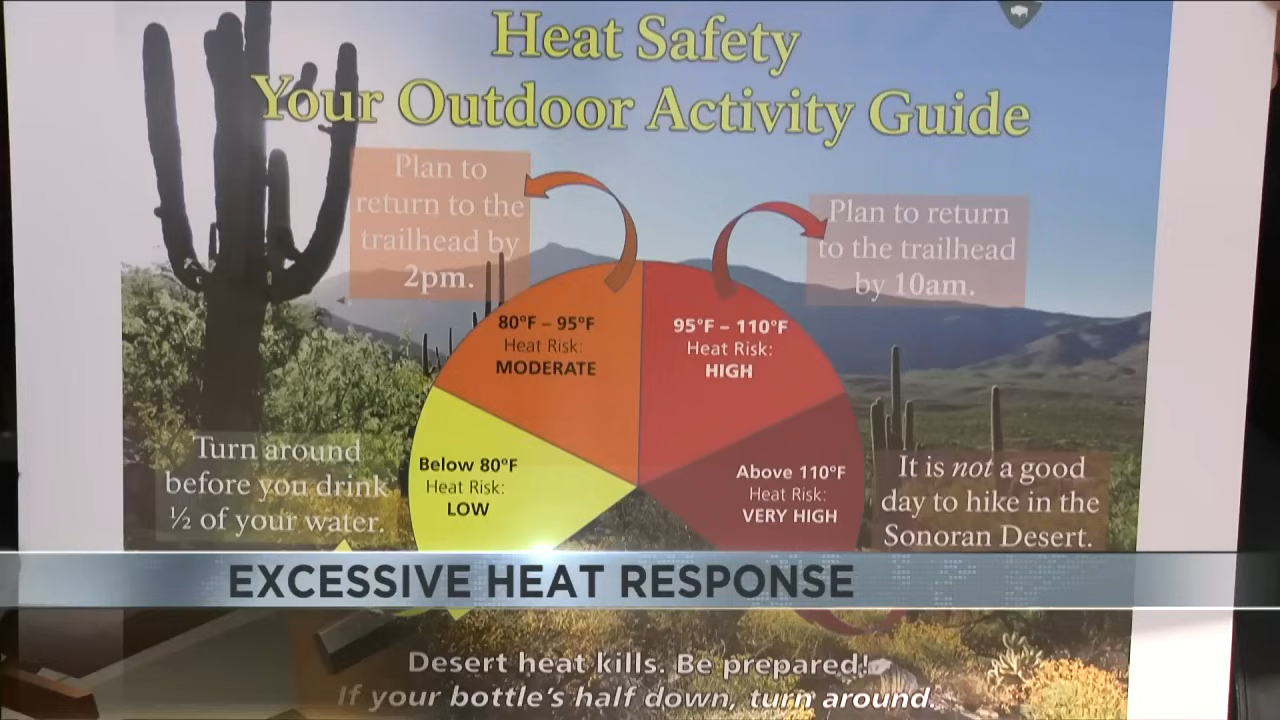 Heat Safety
Your Outdoor Activity Guide
Plan to
return to the
trailhead by
2pm.
Plan to return
to the trailhead
by 10am.
80°F – 95°F
Heat Risk:
MODERATE
95°F – 110°F
Heat Risk:
HIGH
Turn around
before you drink
½ of your water.
Below 80°F
Heat Risk:
LOW
Above 110°F
Heat Risk:
VERY HIGH
It is not a good
day to hike in the
Sonoran Desert.
EXCESSIVE HEAT RESPONSE
Desert heat kills. Be prepared!
If your bottle's half down, turn around.